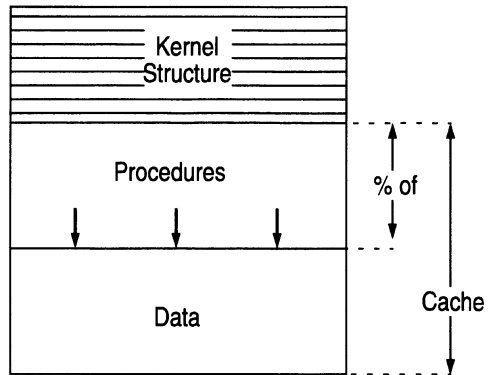 Kernel
Structure
Procedures
% of
Cache
Data